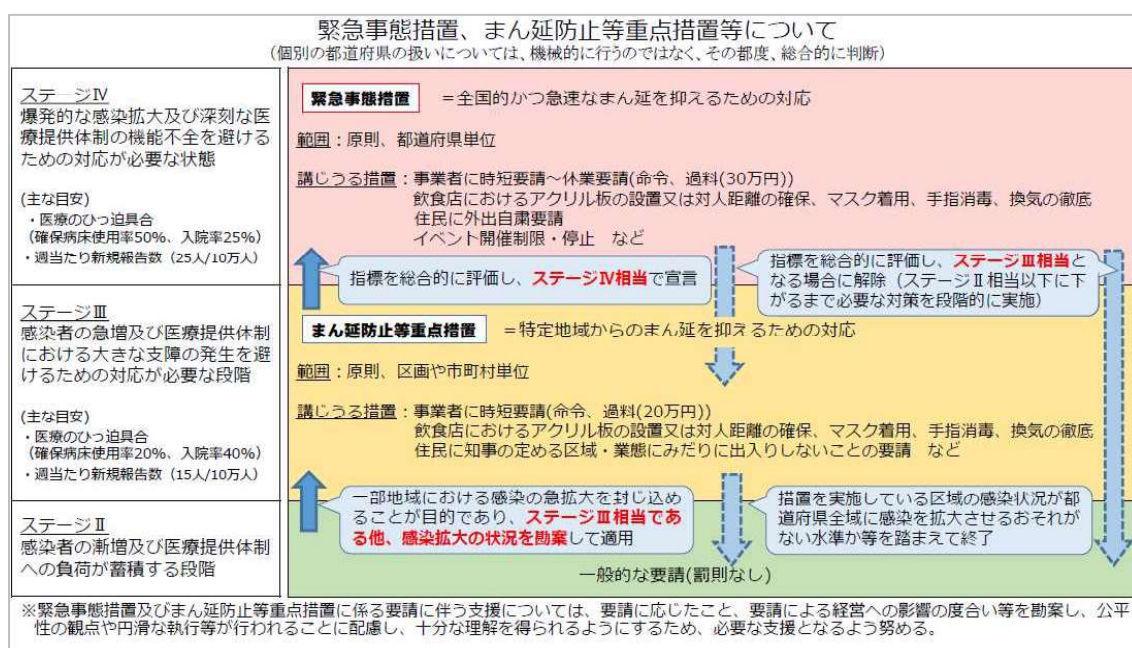 緊急事態措置、まん延防止等重点措置等について
（個別の都道府県の扱いについては、機械的に行うのではなく、その都度、総合的に判断）
ステージⅣ
爆発的な感染拡大及び深刻な医
療提供体制の機能不全を避ける
ための対応が必要な状態
(主な目安)
・医療のひっ迫具合
（確保病床使用率50%、入院率25%）
・週当たり新規報告数（25人/10万人）
緊急事態措置　＝全国的かつ急速なまん延を抑えるための対応
範囲：原則、都道府県単位
講じうる措置：事業者に時短要請～休業要請(命令、過料(30万円))
飲食店におけるアクリル板の設置又は対人距離の確保、マスク着用、手指消毒、換気の徹底
住民に外出自粛要請
イベント開催制限・停止　など
指標を総合的に評価し、ステージⅣ相当で宣言
指標を総合的に評価し、ステージⅢ相当と
なる場合に解除（ステージⅡ相当以下に下
がるまで必要な対策を段階的に実施）
ステージⅢ
感染者の急増及び医療提供体制
における大きな支障の発生を避
けるための対応が必要な段階
(主な目安)
・医療のひっ迫具合
（確保病床使用率20%、入院率40%）
・週当たり新規報告数（15人/10万人）
まん延防止等重点措置　＝特定地域からのまん延を抑えるための対応
範囲：原則、区画や市町村単位
講じうる措置：事業者に時短要請(命令、過料(20万円))
飲食店におけるアクリル板の設置又は対人距離の確保、マスク着用、手指消毒、換気の徹底
住民に知事の定める区域・業態にみだりに出入りしないことの要請　など
一部地域における感染の急拡大を封じ込め
ることが目的であり、ステージⅢ相当であ
る他、感染拡大の状況を勘案して適用
措置を実施している区域の感染状況が都
道府県全域に感染を拡大させるおそれが
ない水準か等を踏まえて終了
ステージⅡ
感染者の漸増及び医療提供体制
への負荷が蓄積する段階
一般的な要請(罰則なし)
※緊急事態措置及びまん延防止等重点措置に係る要請に伴う支援については、要請に応じたこと、要請による経営への影響の度合い等を勘案し、公平
性の観点や円滑な執行等が行われることに配慮し、十分な理解を得られるようにするため、必要な支援となるよう努める。